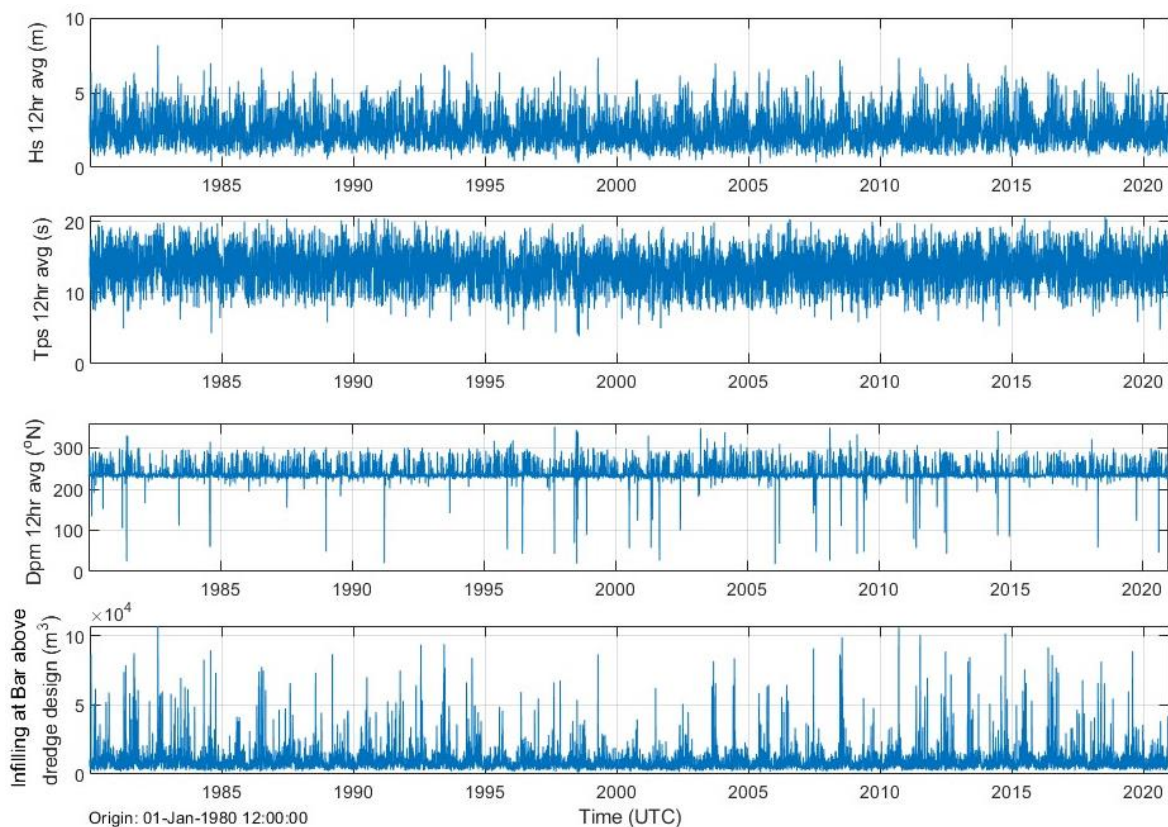 10
5
0
Hs 12hr avg (m)
1985 1990 1995 2000 2005 2010 2015 2020
20
10
0
Tps 12hr avg (s)
1985 1990 1995 2000 2005 2010 2015 2020
300
200
100
0
Dpm 12hr avg (°N)
1985 1990 1995 2000 2005 2010 2015 2020
×10⁴
10
5
0
Infilling at Bar above
dredge design (m³)
1985 1990 1995 2000 2005 2010 2015 2020
Origin: 01-Jan-1980 12:00:00
Time (UTC)